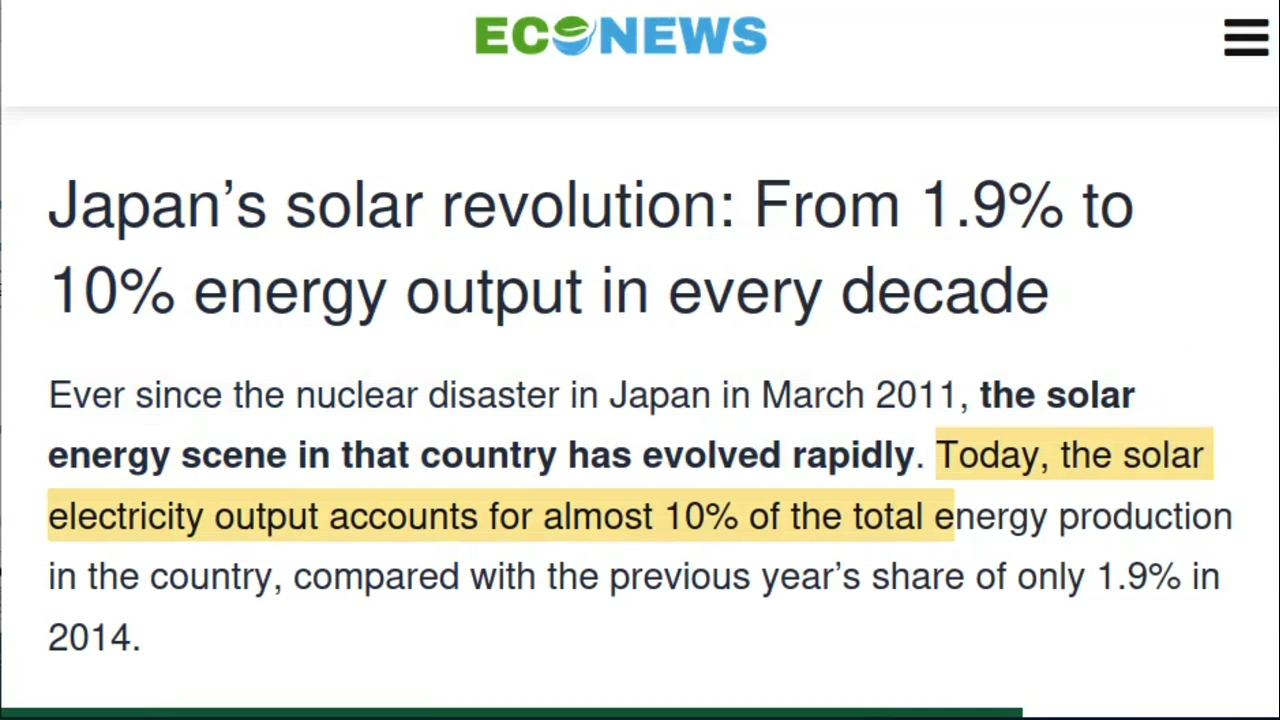 ECONEWS
Japan’s solar revolution: From 1.9% to
10% energy output in every decade
Ever since the nuclear disaster in Japan in March 2011, the solar
energy scene in that country has evolved rapidly. Today, the solar
electricity output accounts for almost 10% of the total energy production
in the country, compared with the previous year’s share of only 1.9% in
2014.